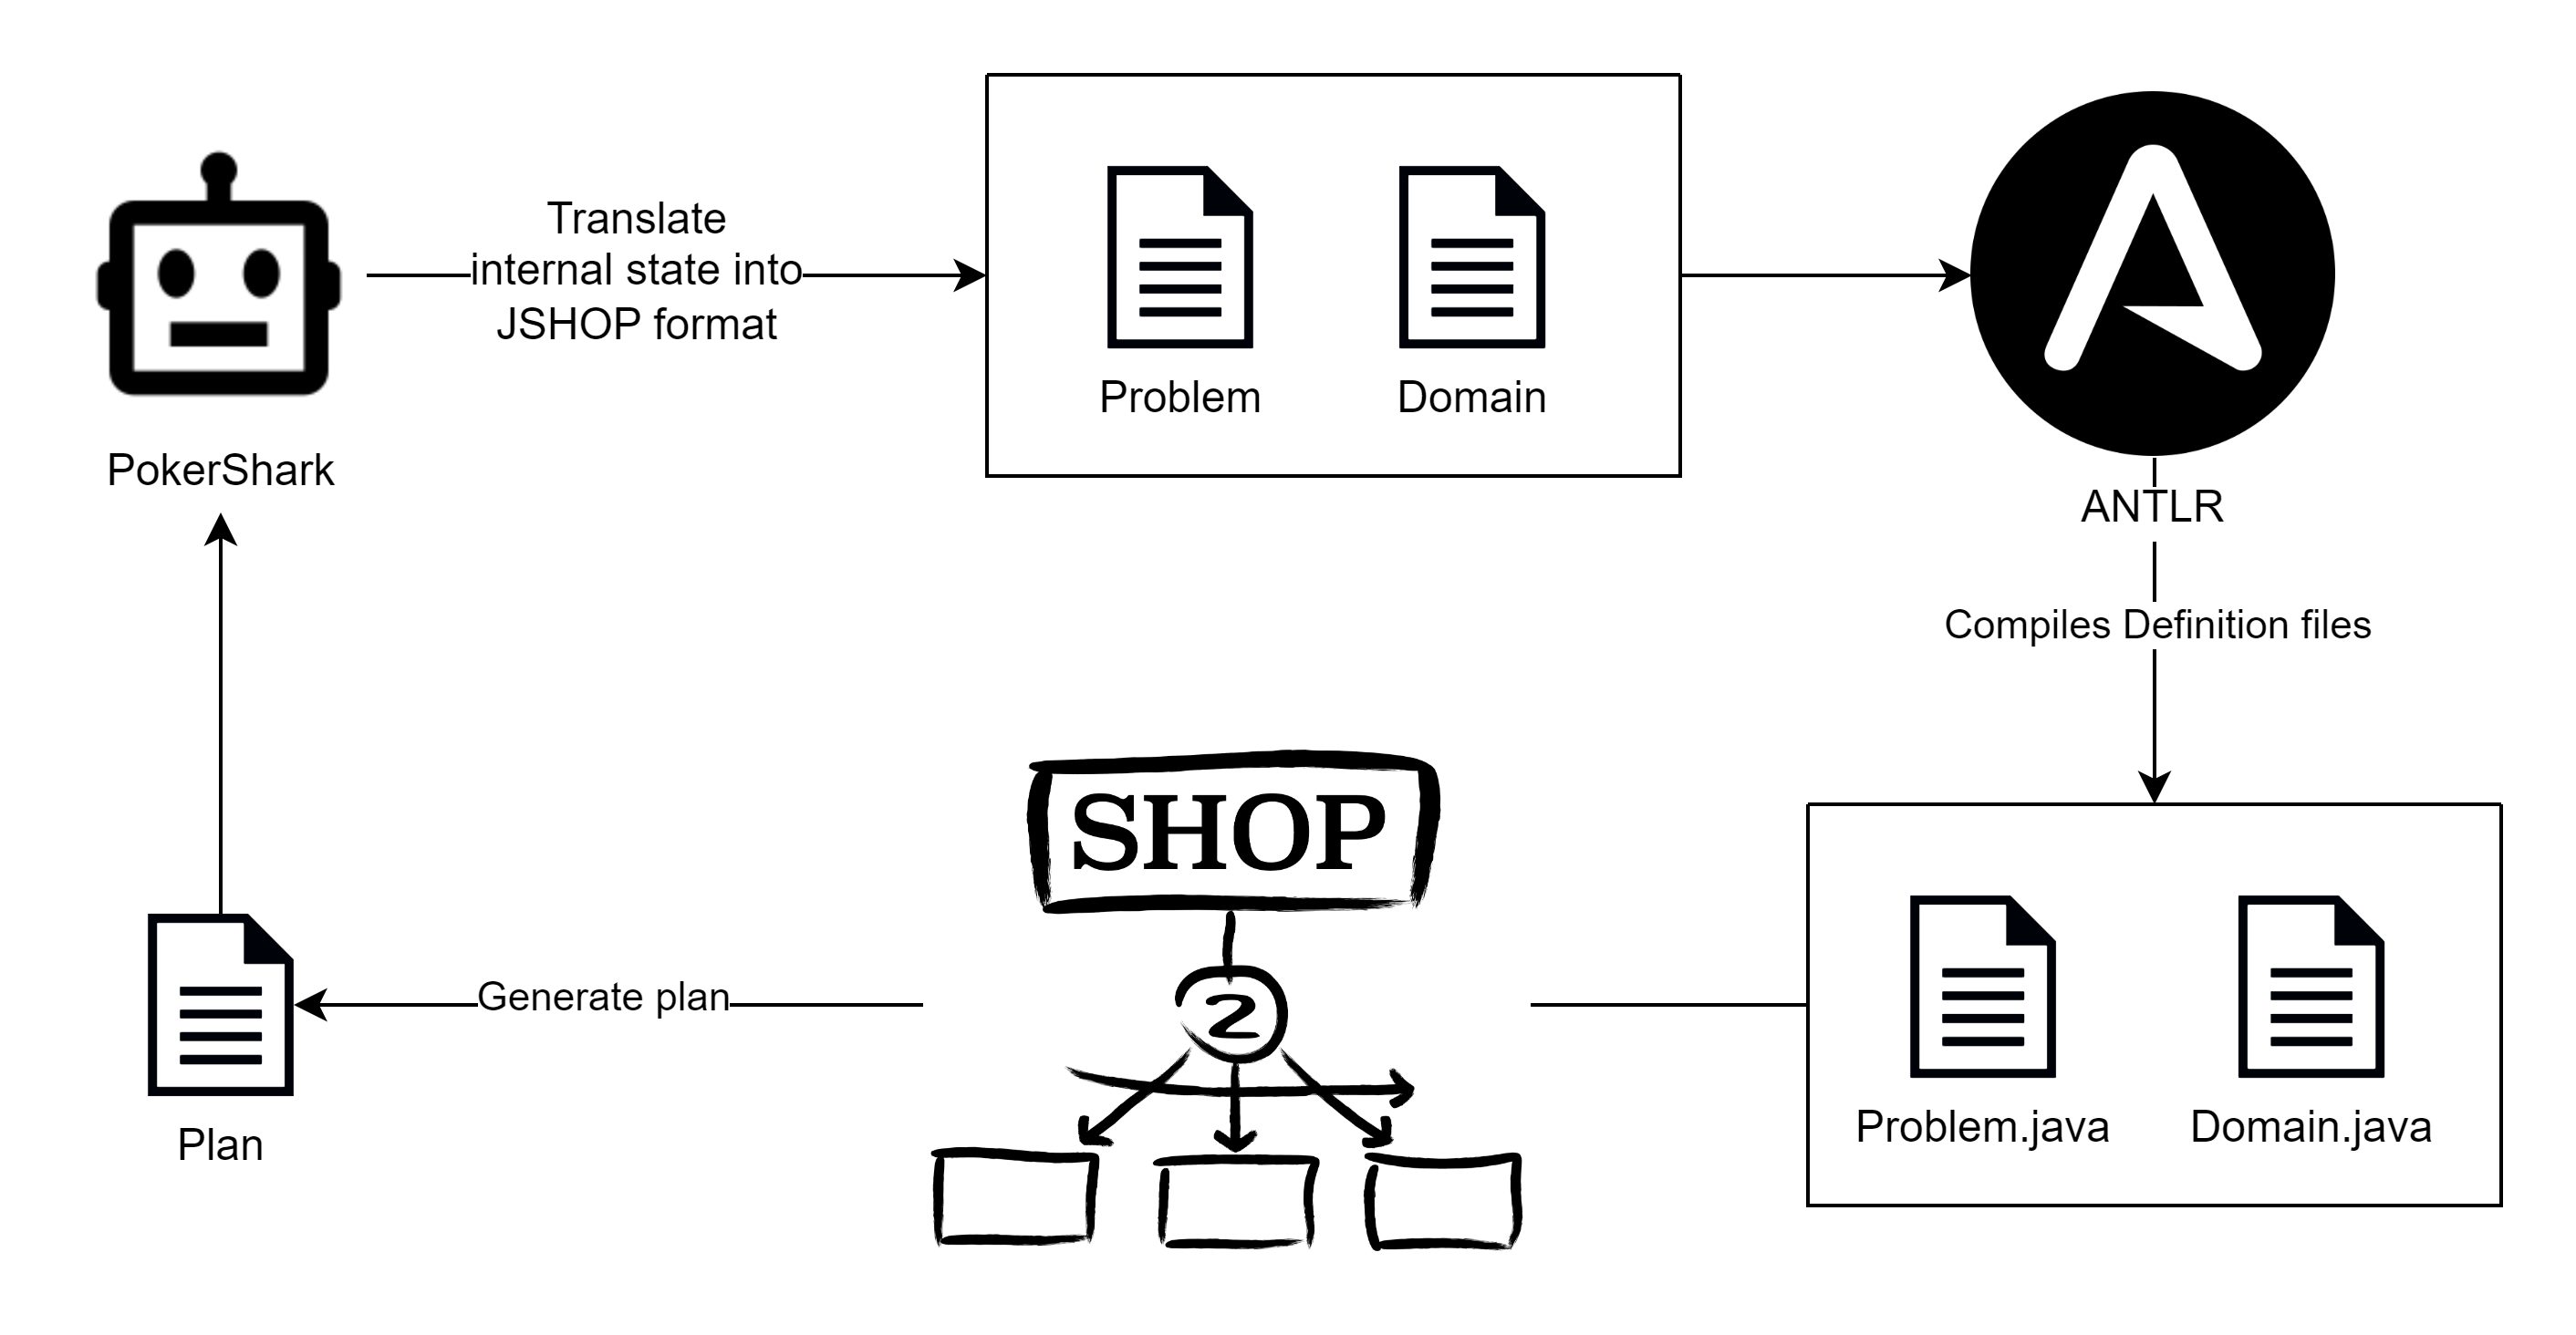 Translate
internal state into
JSHOP format
Problem
Domain
PokerShark
ANTLR
Compiles Definition files
SHOP
2
Generate plan
Plan
Problem.java
Domain.java